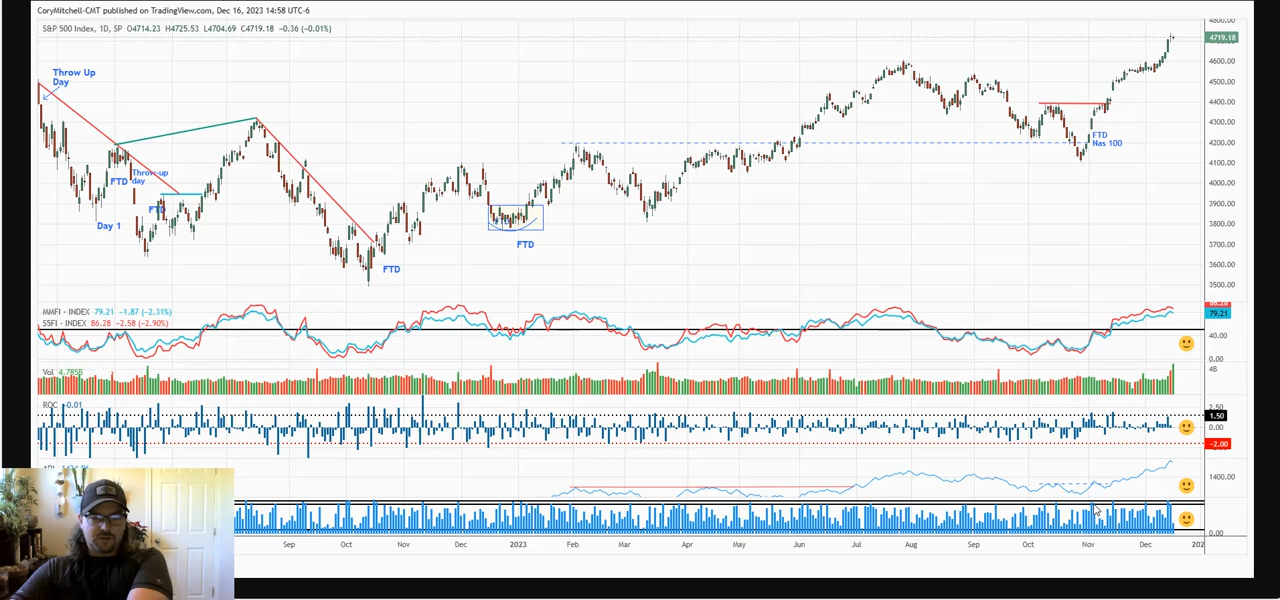 CoryMitchell-CMT published on TradingView.com, Dec 16, 2023 14:58 UTC-6
S&P 500 Index, 1D, SP O4714.23 H4725.53 L4704.69 C4719.18 −0.36 (−0.01%)
4800.00
4719.18
Throw Up
Day
4600.00
4500.00
4400.00
4300.00
FTD
Nas 100
4200.00
4100.00
4000.00
3900.00
3800.00
3700.00
3600.00
3500.00
FTD
Throw-up
day
FTD
Day 1
FTD
FTD
MMFI · INDEX 79.21 −1.87 (−2.31%)
S5FI · INDEX 86.28 −2.58 (−2.90%)
86.28
79.21
40.00
0.00
Vol 4.785B
4B
ROC −0.01
2.50
1.50
0.00
−2.00
1400.00
0.00
Sep Oct Nov Dec 2023 Feb Mar Apr May Jun Jul Aug Sep Oct Nov Dec 202